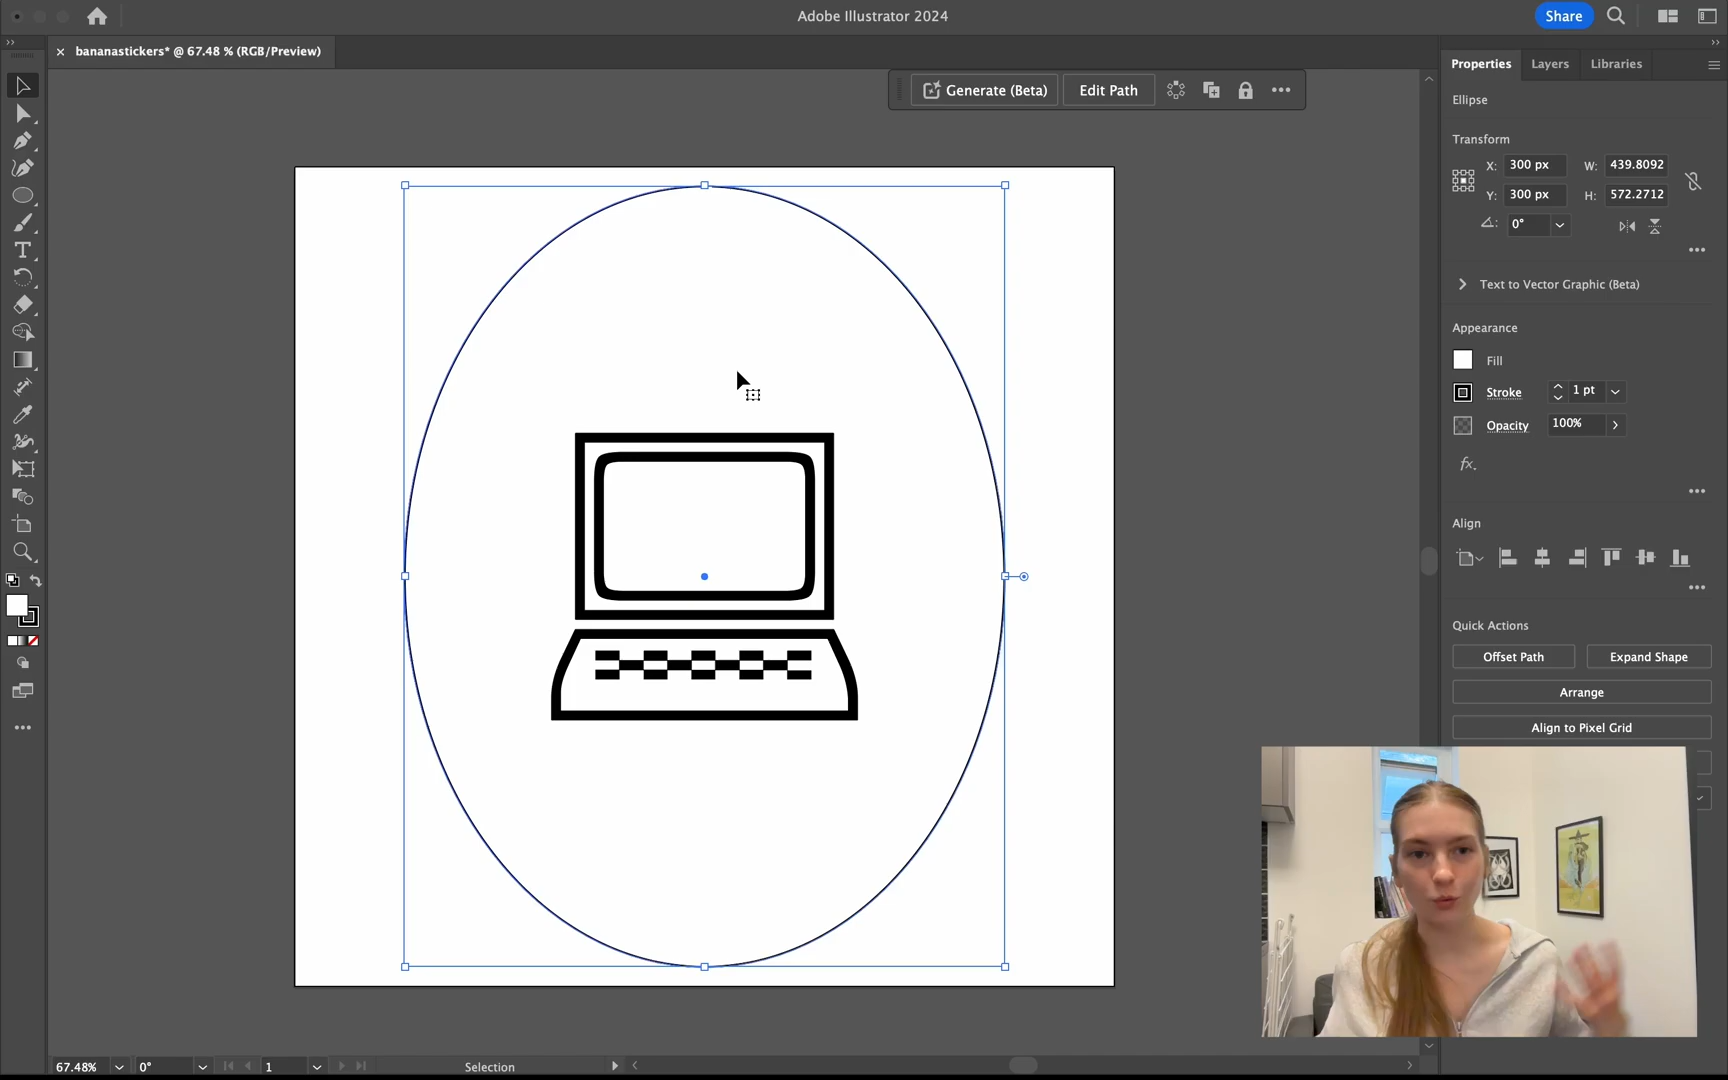 Adobe Illustrator 2024
Share
bananastickers* @ 67.48 % (RGB/Preview)
Generate (Beta)
Edit Path
Properties
Layers
Libraries
Ellipse
Transform
X: 300 px W: 439.8092
Y: 300 px H: 572.2712
0°
Text to Vector Graphic (Beta)
Appearance
Fill
Stroke 1 pt
Opacity 100%
fx.
Align
Quick Actions
Offset Path
Expand Shape
Arrange
Align to Pixel Grid
67.48%
0°
1
Selection